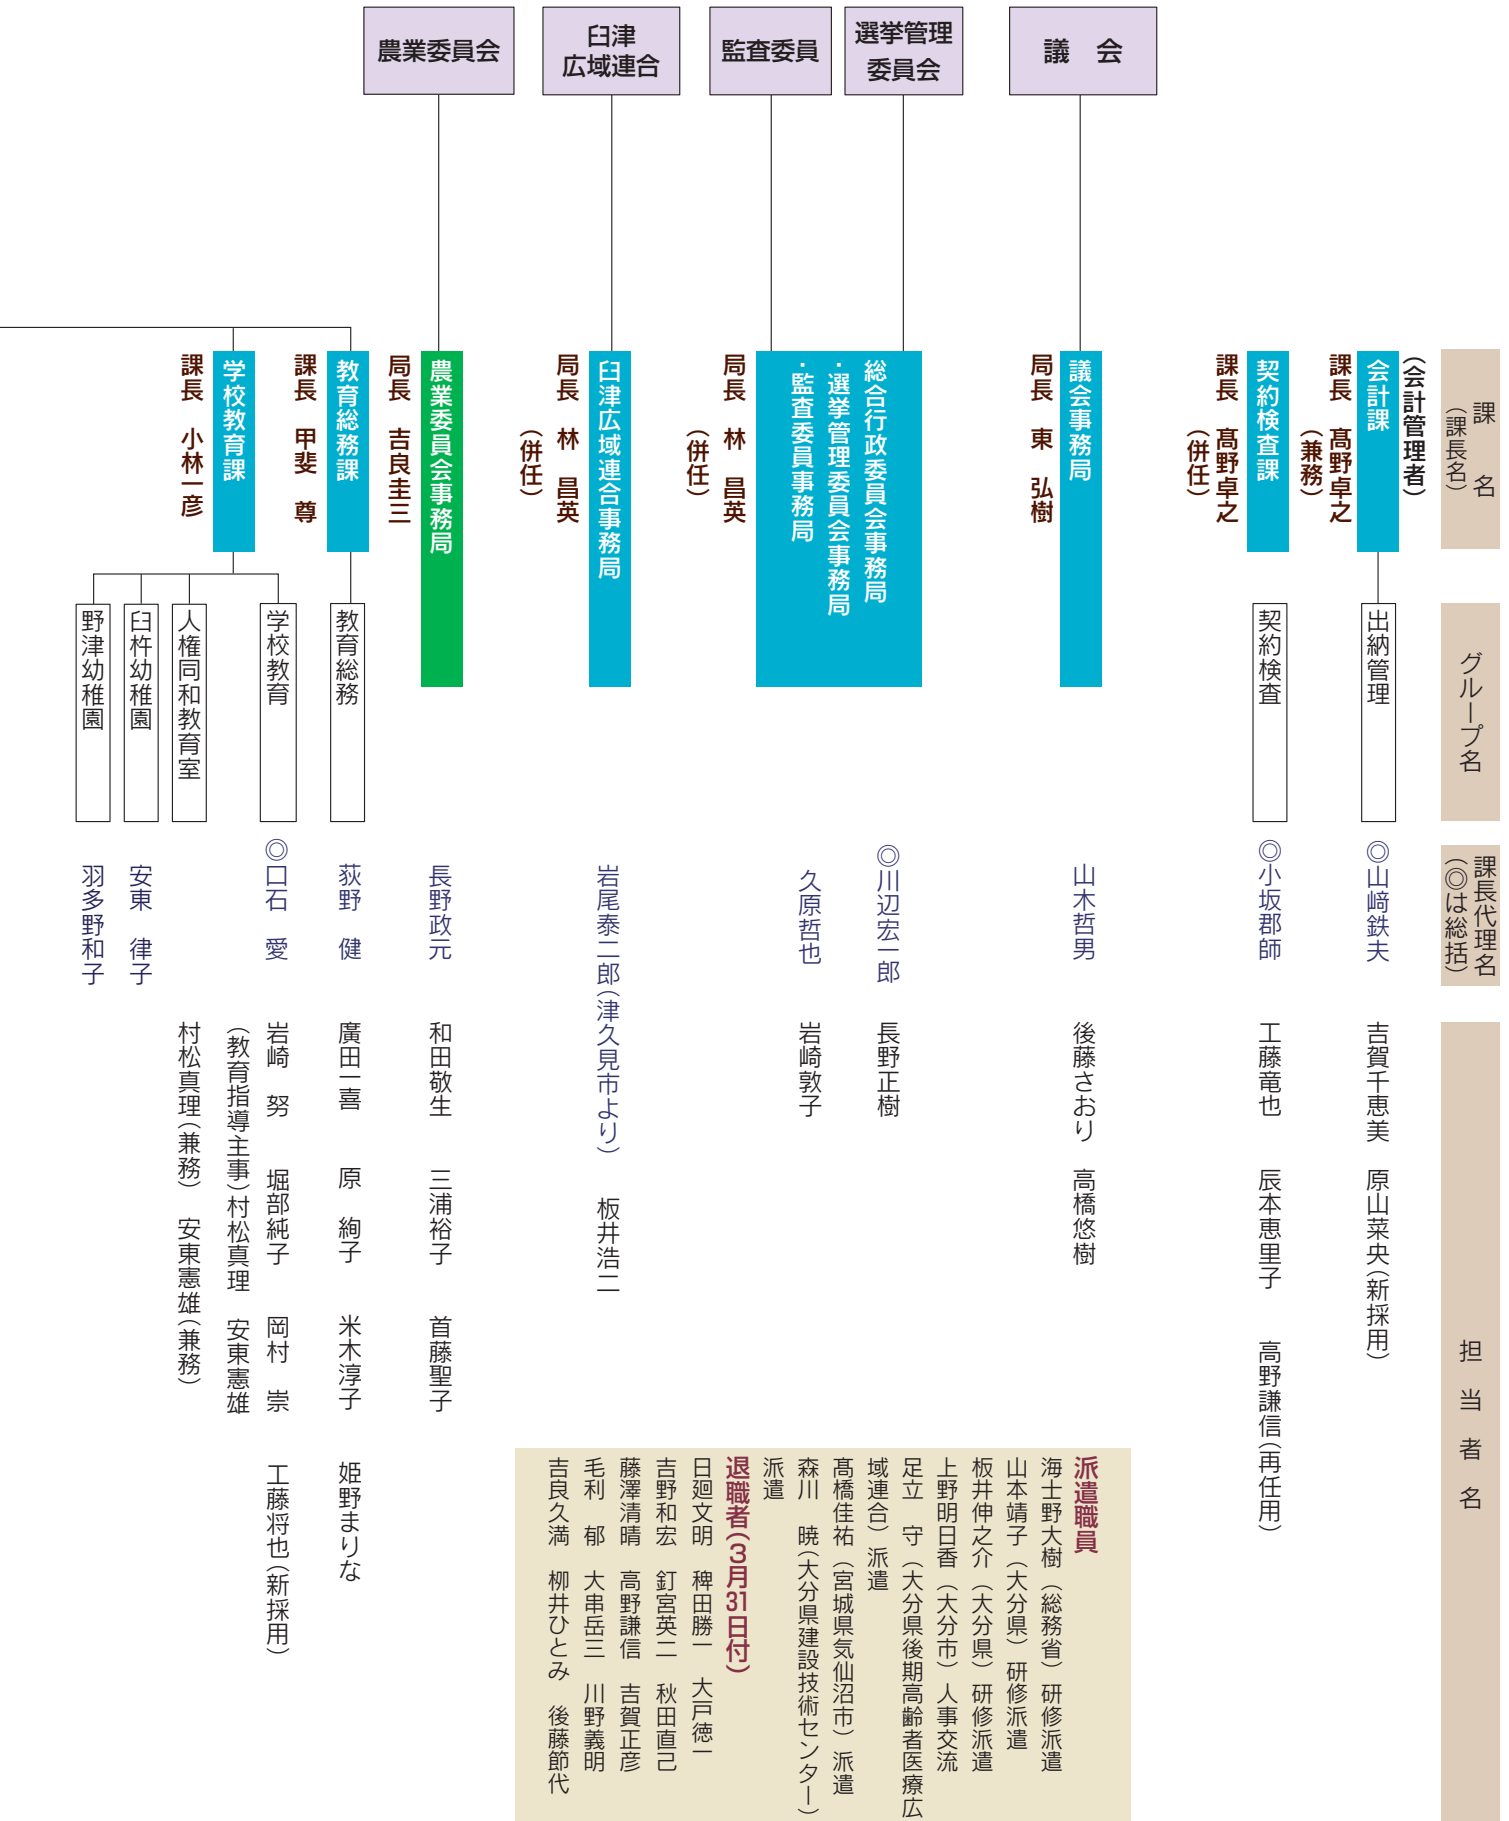 課　名
（課長名）
グループ名
課長代理名
（◎は総括）
担　当　者　名
（会計管理者）
会計課
課長　髙野卓之
（兼務）
出納管理
◎山﨑鉄夫
吉賀千恵美　原山菜央（新採用）
契約検査課
課長　髙野卓之
（併任）
契約検査
◎小坂郡師
工藤竜也　辰本恵里子　高野謙信（再任用）
議　会
議会事務局
局長　東　弘樹
山木哲男
後藤さおり　高橋悠樹
選挙管理
委員会
監査委員
総合行政委員会事務局
・選挙管理委員会事務局
・監査委員事務局
局長　林　昌英
（併任）
◎川辺宏一郎
長野正樹
久原哲也
岩崎敦子
臼津
広域連合
臼津広域連合事務局
局長　林　昌英
（併任）
岩尾泰二郎（津久見市より）
板井浩二
農業委員会
農業委員会事務局
局長　吉良圭三
長野政元
和田敬生　三浦裕子　首藤聖子
教育総務課
課長　甲斐　尊
教育総務
荻野　健
廣田一喜　原　絢子　米木淳子　姫野まりな
学校教育課
課長　小林一彦
学校教育
◎口石　愛
岩崎　努　堀部純子　岡村　崇　工藤将也（新採用）
（教育指導主事）村松真理　安東憲雄
人権同和教育室
村松真理（兼務）　安東憲雄（兼務）
臼杵幼稚園
安東　律子
野津幼稚園
羽多野和子
派遣職員
海士野大樹（総務省）研修派遣
山本靖子（大分県）研修派遣
板井伸之介（大分県）研修派遣
上野明日香（大分市）人事交流
足立　守（大分県後期高齢者医療広
域連合）派遣
髙橋佳祐（宮城県気仙沼市）派遣
森川　暁（大分県建設技術センター）
派遣
退職者（3月31日付）
日廻文明　稗田勝一　大戸徳一
吉野和宏　釘宮英二　秋田直己
藤澤清晴　高野謙信　吉賀正彦
毛利　郁　大串岳三　川野義明
吉良久満　柳井ひとみ　後藤節代